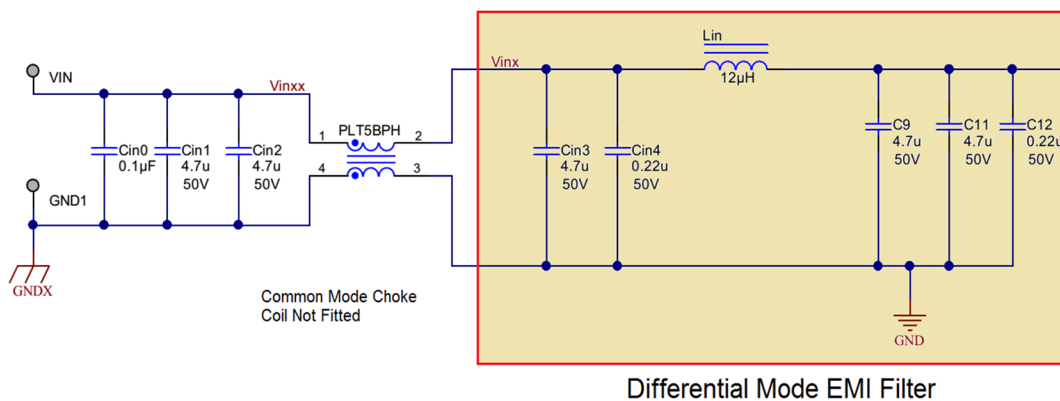 Lin
VIN
Vinxx
Vinx
12µH
1
PLT5BPH
2
4
3
Cin0
0.1µF
Cin1
4.7u
50V
Cin2
4.7u
50V
Cin3
4.7u
50V
Cin4
0.22u
50V
C9
4.7u
50V
C11
4.7u
50V
C12
0.22u
50V
GND1
GNDX
Common Mode Choke
Coil Not Fitted
GND
Differential Mode EMI Filter